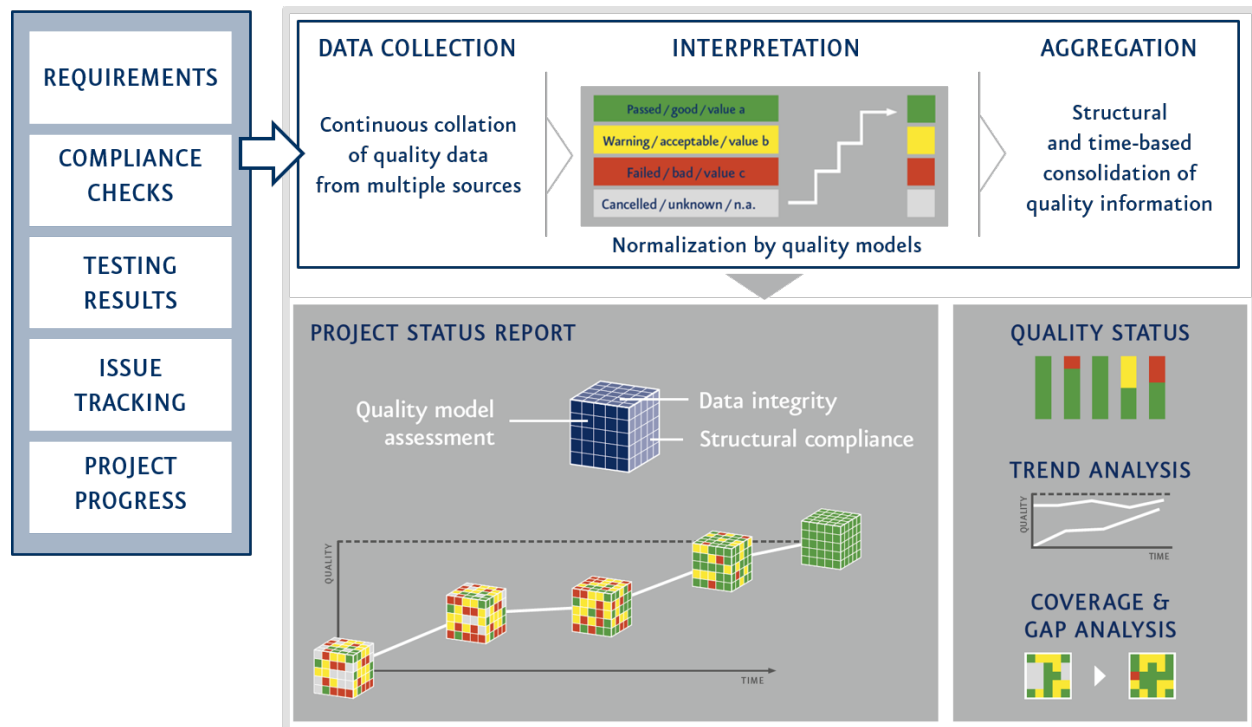 REQUIREMENTS
COMPLIANCE
CHECKS
TESTING
RESULTS
ISSUE
TRACKING
PROJECT
PROGRESS
DATA COLLECTION
Continuous collation
of quality data
from multiple sources
INTERPRETATION
Passed / good / value a
Warning / acceptable / value b
Failed / bad / value c
Cancelled / unknown / n.a.
Normalization by quality models
AGGREGATION
Structural
and time-based
consolidation of
quality information
PROJECT STATUS REPORT
Quality model
assessment
Data integrity
Structural compliance
QUALITY
TIME
QUALITY STATUS
TREND ANALYSIS
QUALITY
TIME
COVERAGE &
GAP ANALYSIS